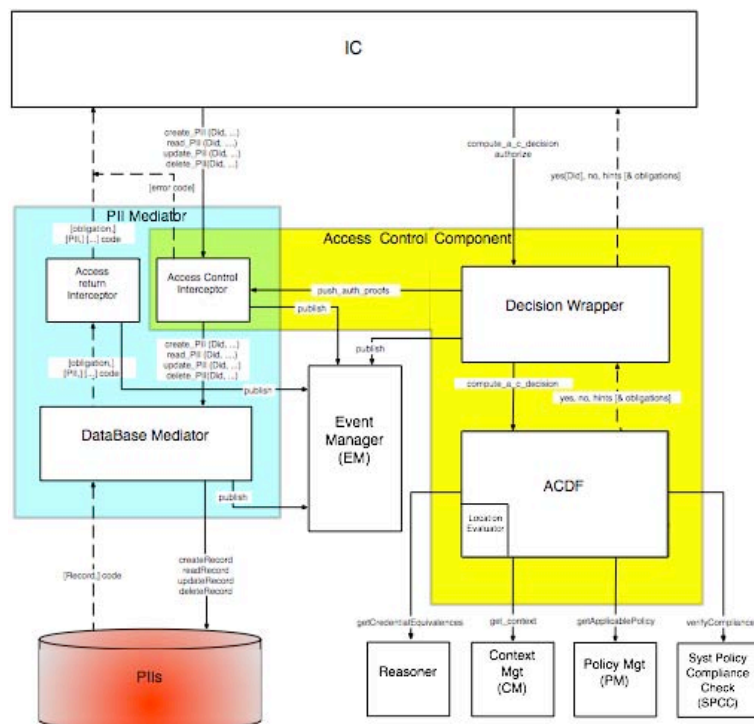 IC
create_PII (Did, ...)
read_PII (Did, ...)
update_PII (Did, ...)
delete_PII(Did, ...)
compute_a_c_decision
authorize
yes[Did], no, hints [& obligations]
[error code]
PII Mediator
Access Control Component
[obligation,]
[PII,] [...] code
Access
return
Interceptor
Access Control
Interceptor
push_auth_proofs
Decision Wrapper
publish
publish
create_PII (Did, ...)
read_PII (Did, ...)
update_PII (Did, ...)
delete_PII(Did, ...)
[obligation,]
[PII,] [...] code
publish
compute_a_c_decision
yes, no, hints [& obligations]
DataBase Mediator
Event
Manager
(EM)
ACDF
publish
Location
Evaluator
createRecord
readRecord
updateRecord
deleteRecord
[Record,] code
getCredentialEquivalences
get_context
getApplicablePolicy
verifyCompliance
PIIs
Reasoner
Context
Mgt
(CM)
Policy Mgt
(PM)
Syst Policy
Compliance
Check
(SPCC)